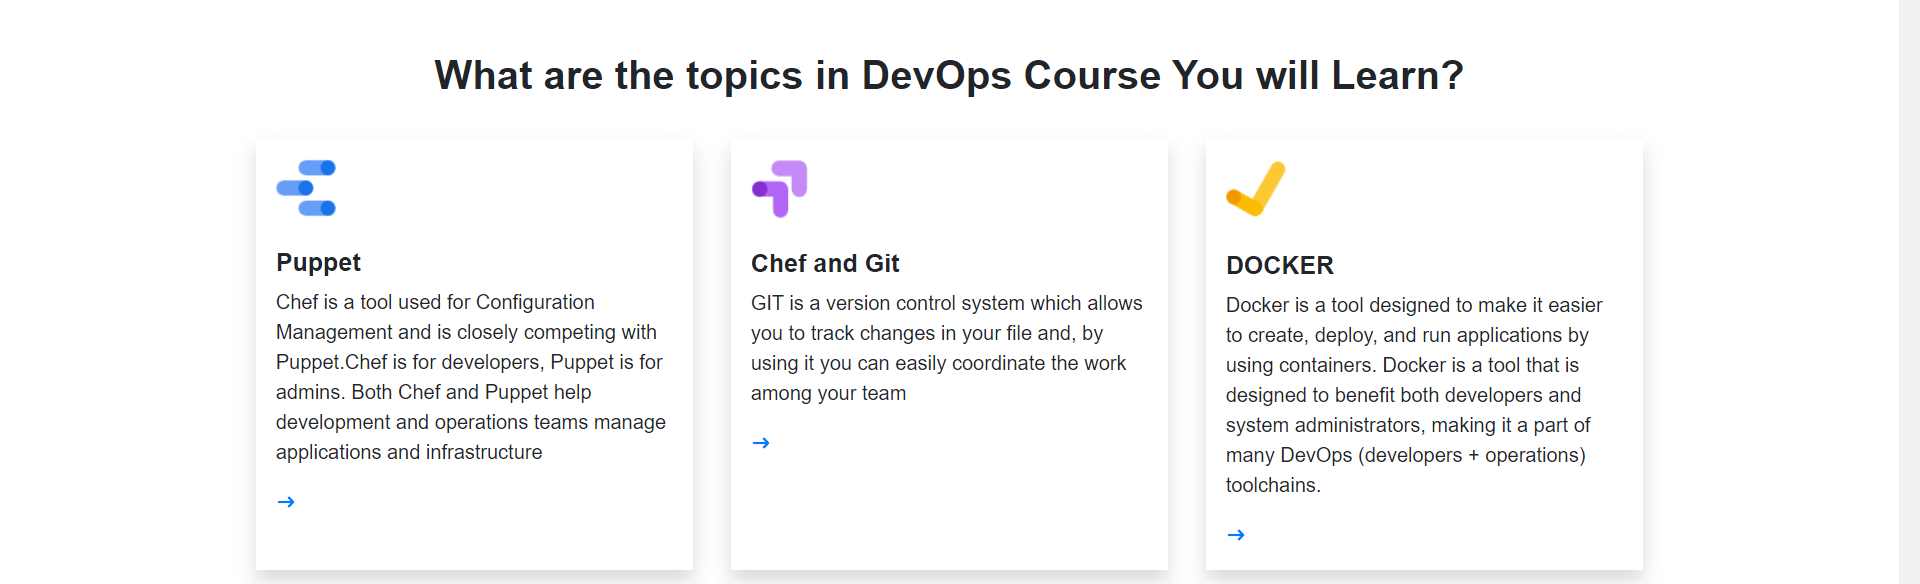 What are the topics in DevOps Course You will Learn?
Puppet
Chef is a tool used for Configuration
Management and is closely competing with
Puppet.Chef is for developers, Puppet is for
admins. Both Chef and Puppet help
development and operations teams manage
applications and infrastructure
→
Chef and Git
GIT is a version control system which allows
you to track changes in your file and, by
using it you can easily coordinate the work
among your team
→
DOCKER
Docker is a tool designed to make it easier
to create, deploy, and run applications by
using containers. Docker is a tool that is
designed to benefit both developers and
system administrators, making it a part of
many DevOps (developers + operations)
toolchains.
→